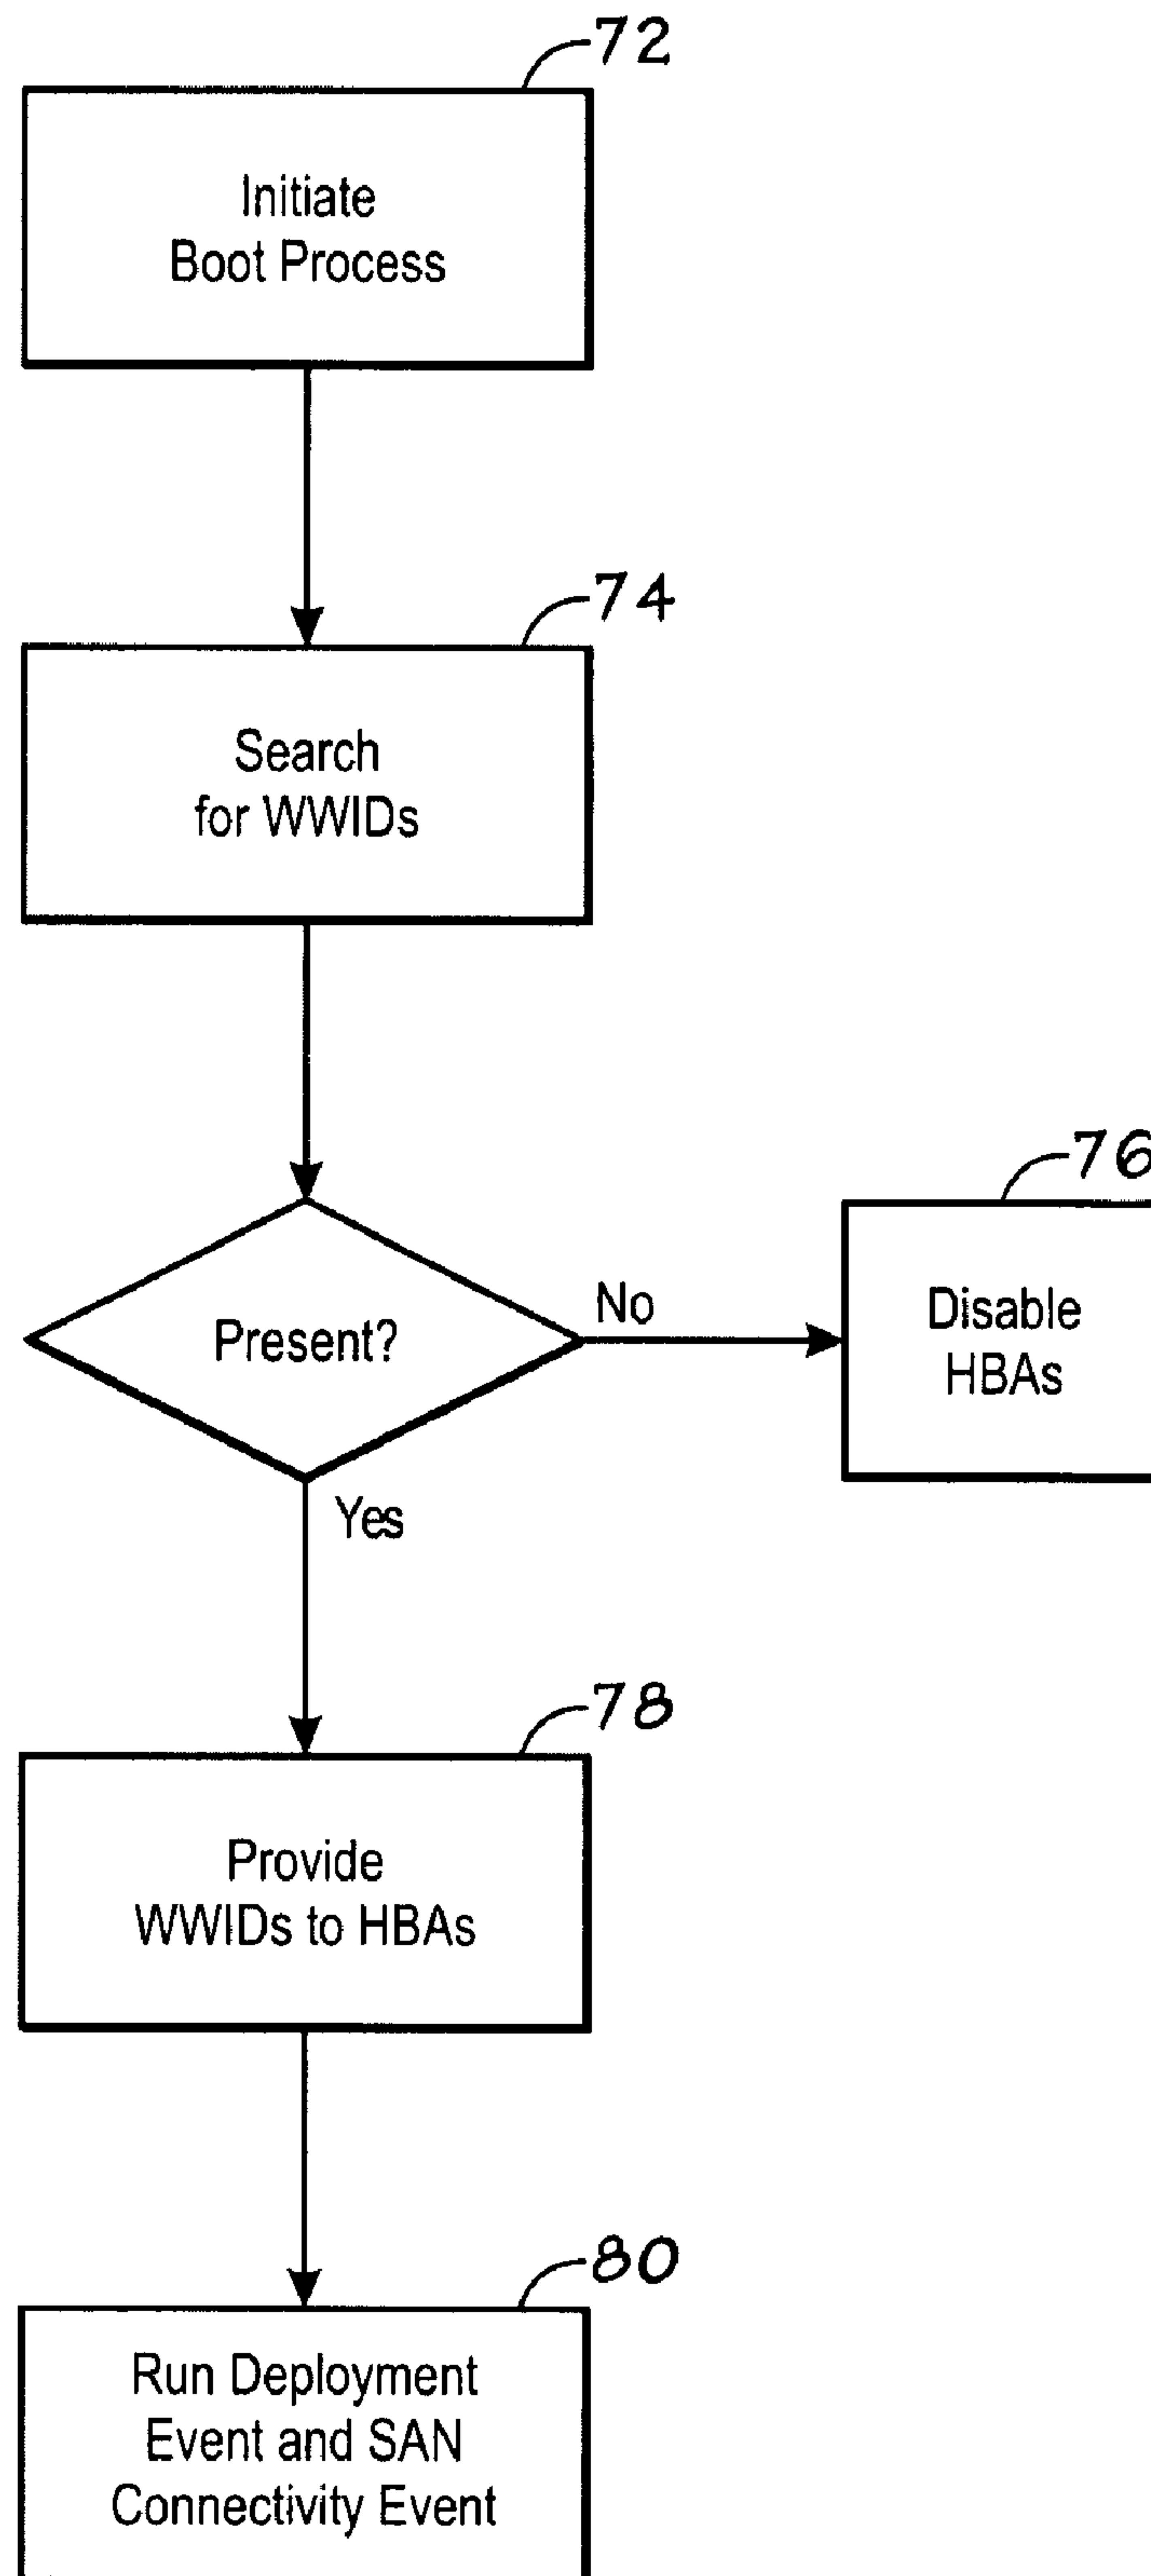 72
Initiate
Boot Process
74
Search
for WWIDs
76
Present?
No
Disable
HBAs
Yes
78
Provide
WWIDs to HBAs
80
Run Deployment
Event and SAN
Connectivity Event